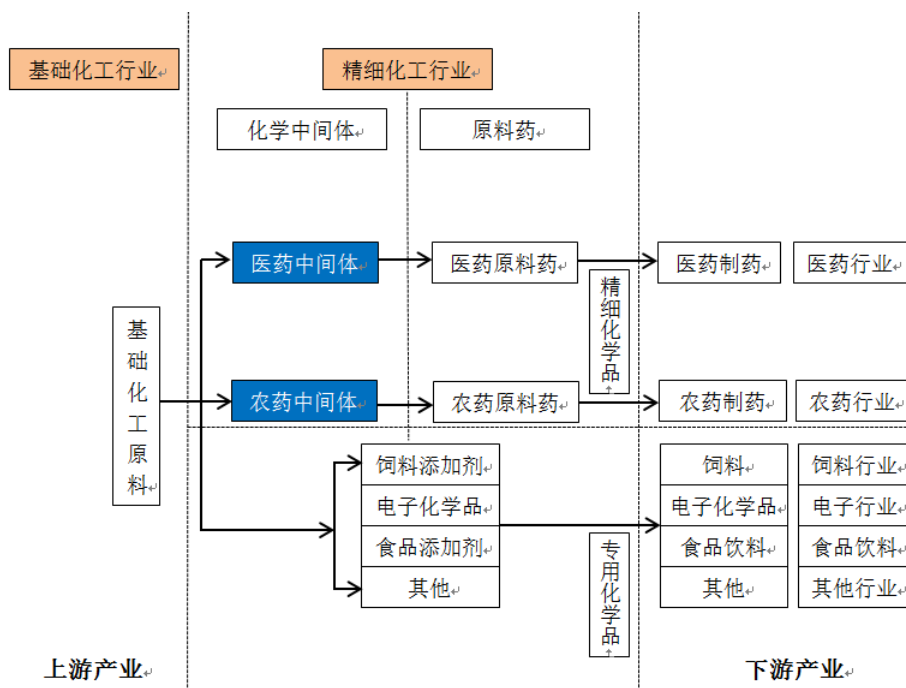 基础化工行业
精细化工行业
化学中间体
原料药
医药中间体
医药原料药
医药制药
医药行业
精细化学品
基础化工原料
农药中间体
农药原料药
农药制药
农药行业
饲料添加剂
饲料
饲料行业
电子化学品
电子化学品
电子行业
食品添加剂
食品饮料
食品饮料
专用化学品
其他
其他
其他行业
上游产业
下游产业